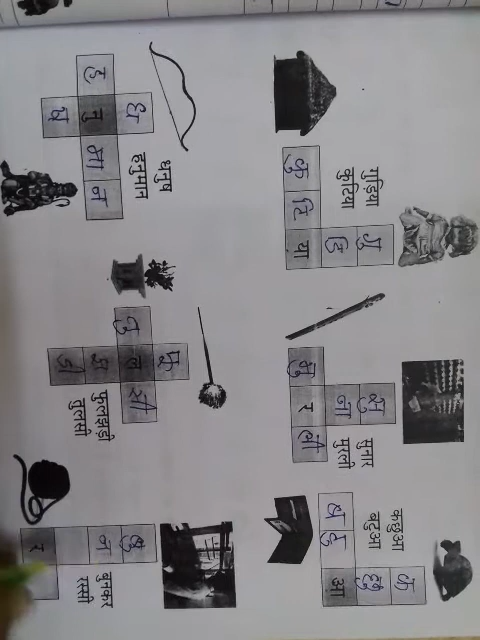 गुड़िया
कुटिया
गु
ड़ि
कु टि या
सुनार
मुरली
सु
ना
मु र ली
कछुआ
बटुआ
क
छु
ब टु आ
धनुष
हनुमान
ध
ह नु मा न
ष
फुलझड़ी
तुलसी
फु
तु ल सी
झ
ड़ी
बुनकर
रस्सी
बु
न
र